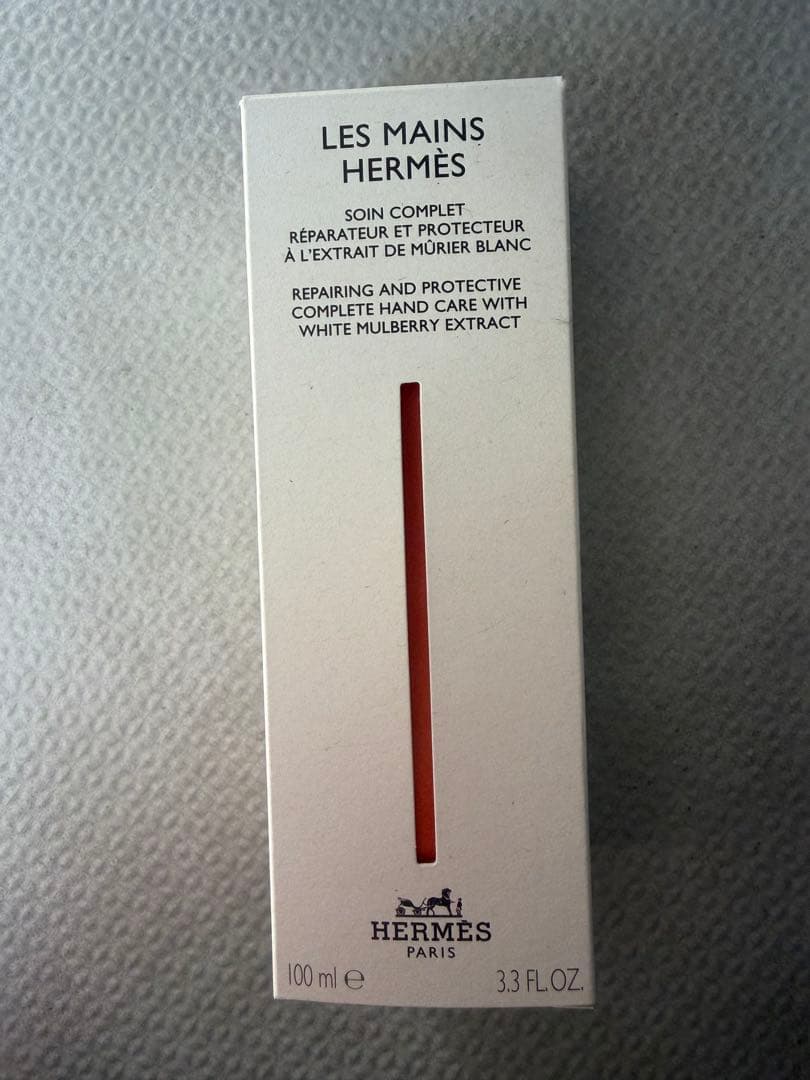 LES MAINS
HERMÈS
SOIN COMPLET
RÉPARATEUR ET PROTECTEUR
À L'EXTRAIT DE MÛRIER BLANC
REPAIRING AND PROTECTIVE
COMPLETE HAND CARE WITH
WHITE MULBERRY EXTRACT
HERMÈS
PARIS
100 ml ℮ 3.3 FL.OZ.